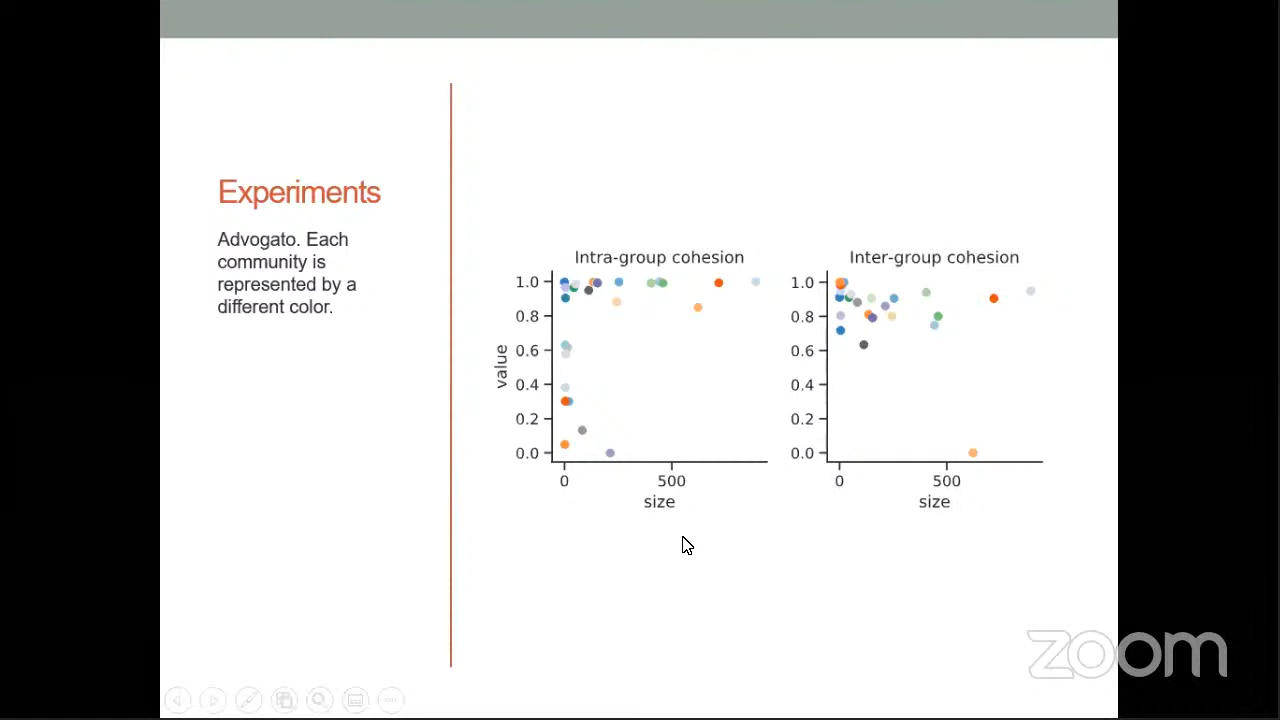 Experiments
Advogato. Each
community is
represented by a
different color.
Intra-group cohesion
value
1.0
0.8
0.6
0.4
0.2
0.0
0
500
size
Inter-group cohesion
1.0
0.8
0.6
0.4
0.2
0.0
0
500
size
zoom